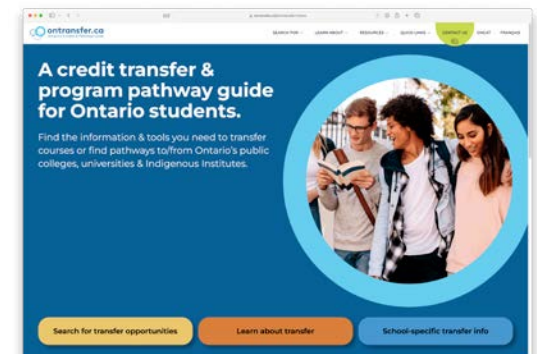 ontransfer.ca
SEARCH FOR LEARN ABOUT RESOURCES QUICK LINKS CONTACT US ONCAT FRANÇAIS
A credit transfer &
program pathway guide
for Ontario students.
Find the information & tools you need to transfer
courses or find pathways to/from Ontario's public
colleges, universities & Indigenous Institutes.
Search for transfer opportunities
Learn about transfer
School-specific transfer info